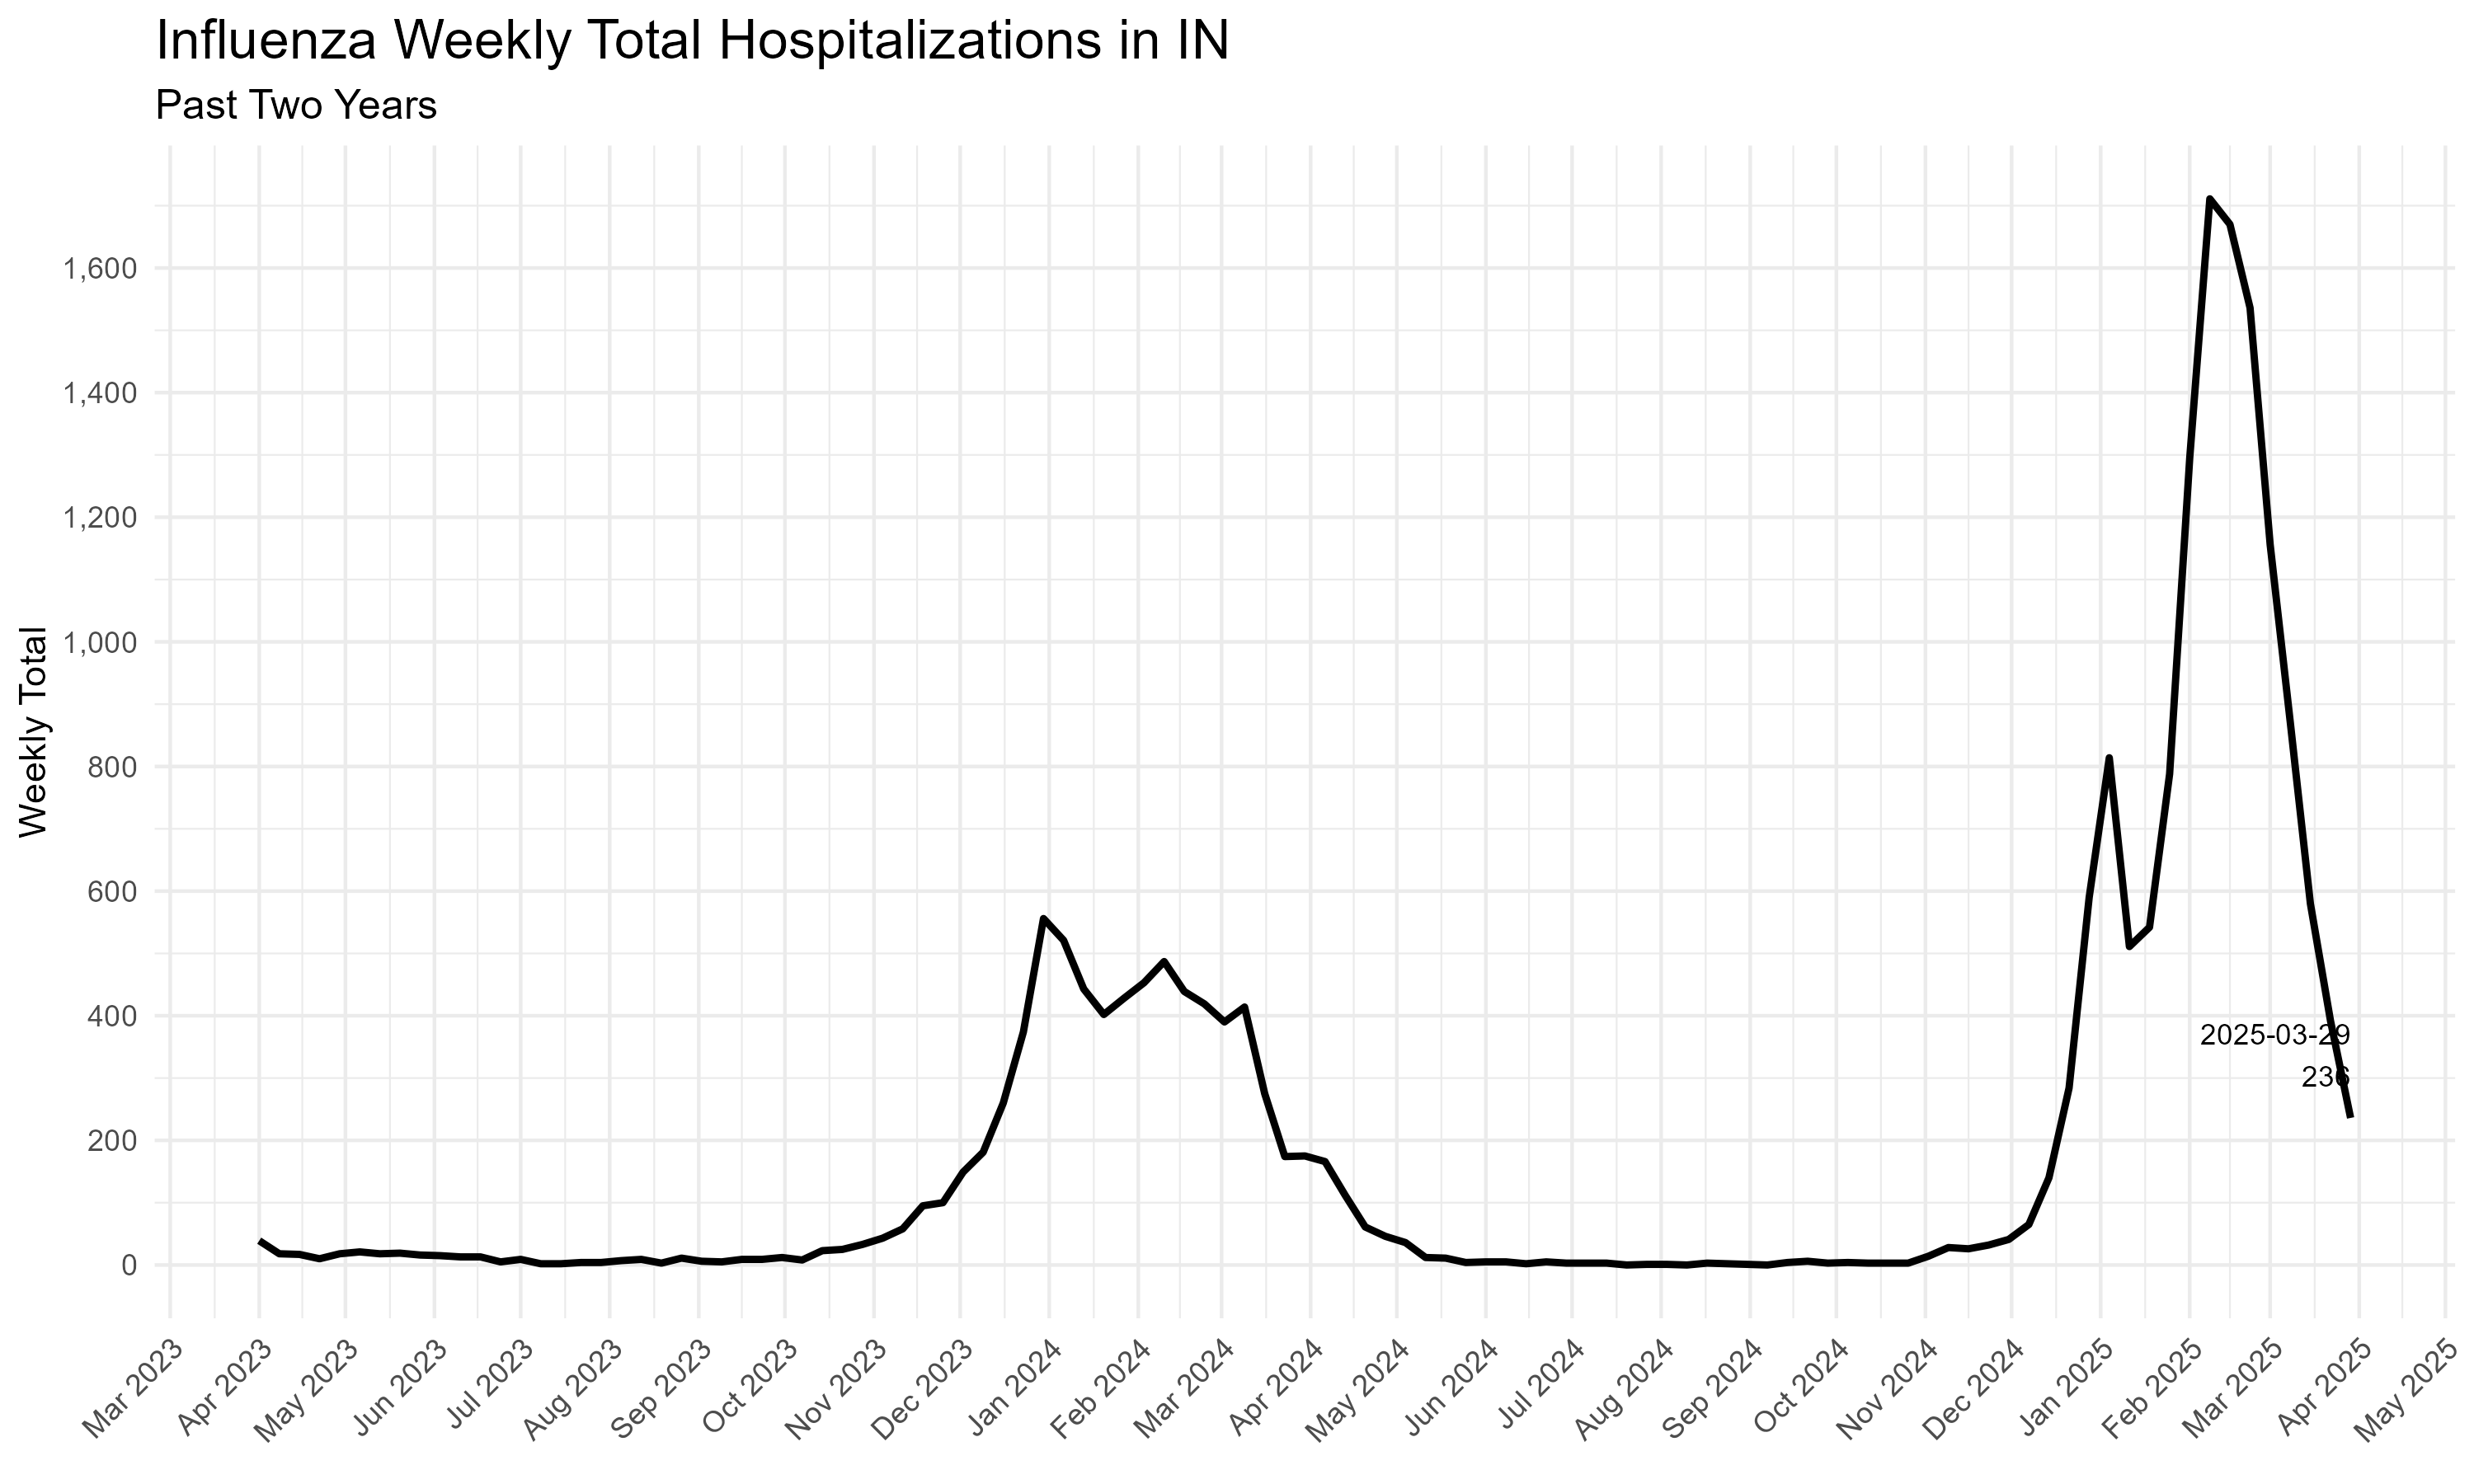 Influenza Weekly Total Hospitalizations in IN
Past Two Years
Weekly Total
1,600
1,400
1,200
1,000
800
600
400
200
0
2025-03-29
236
Mar 2023
Apr 2023
May 2023
Jun 2023
Jul 2023
Aug 2023
Sep 2023
Oct 2023
Nov 2023
Dec 2023
Jan 2024
Feb 2024
Mar 2024
Apr 2024
May 2024
Jun 2024
Jul 2024
Aug 2024
Sep 2024
Oct 2024
Nov 2024
Dec 2024
Jan 2025
Feb 2025
Mar 2025
Apr 2025
May 2025